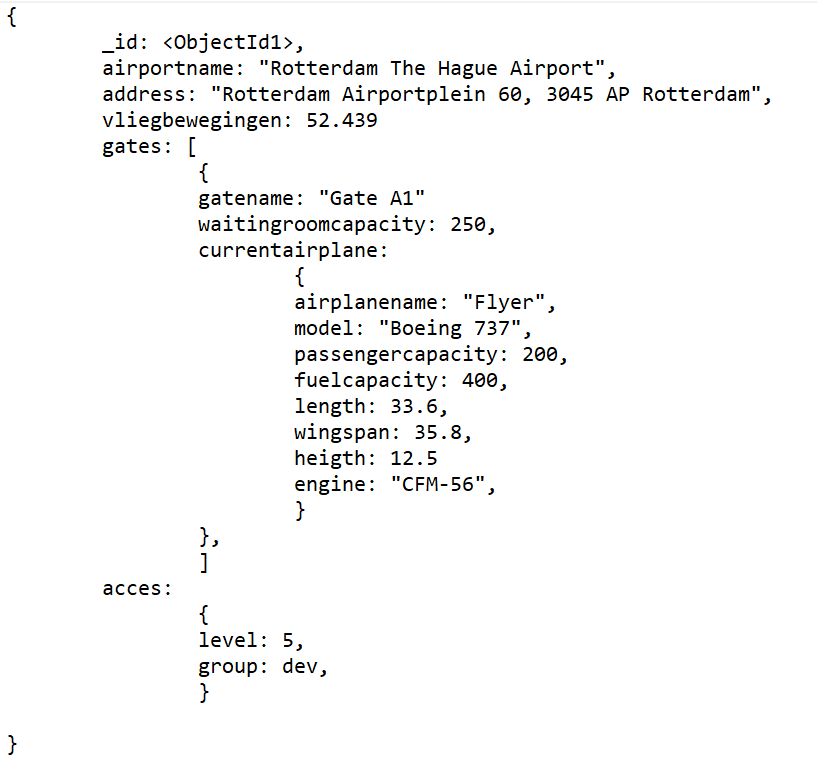 {
_id: <ObjectId1>,
airportname: "Rotterdam The Hague Airport",
address: "Rotterdam Airportplein 60, 3045 AP Rotterdam",
vliegbewegingen: 52.439
gates: [
{
gatename: "Gate A1"
waitingroomcapacity: 250,
currentairplane:
{
airplanename: "Flyer",
model: "Boeing 737",
passengercapacity: 200,
fuelcapacity: 400,
length: 33.6,
wingspan: 35.8,
heigth: 12.5
engine: "CFM-56",
}
},
]
acces:
{
level: 5,
group: dev,
}
}